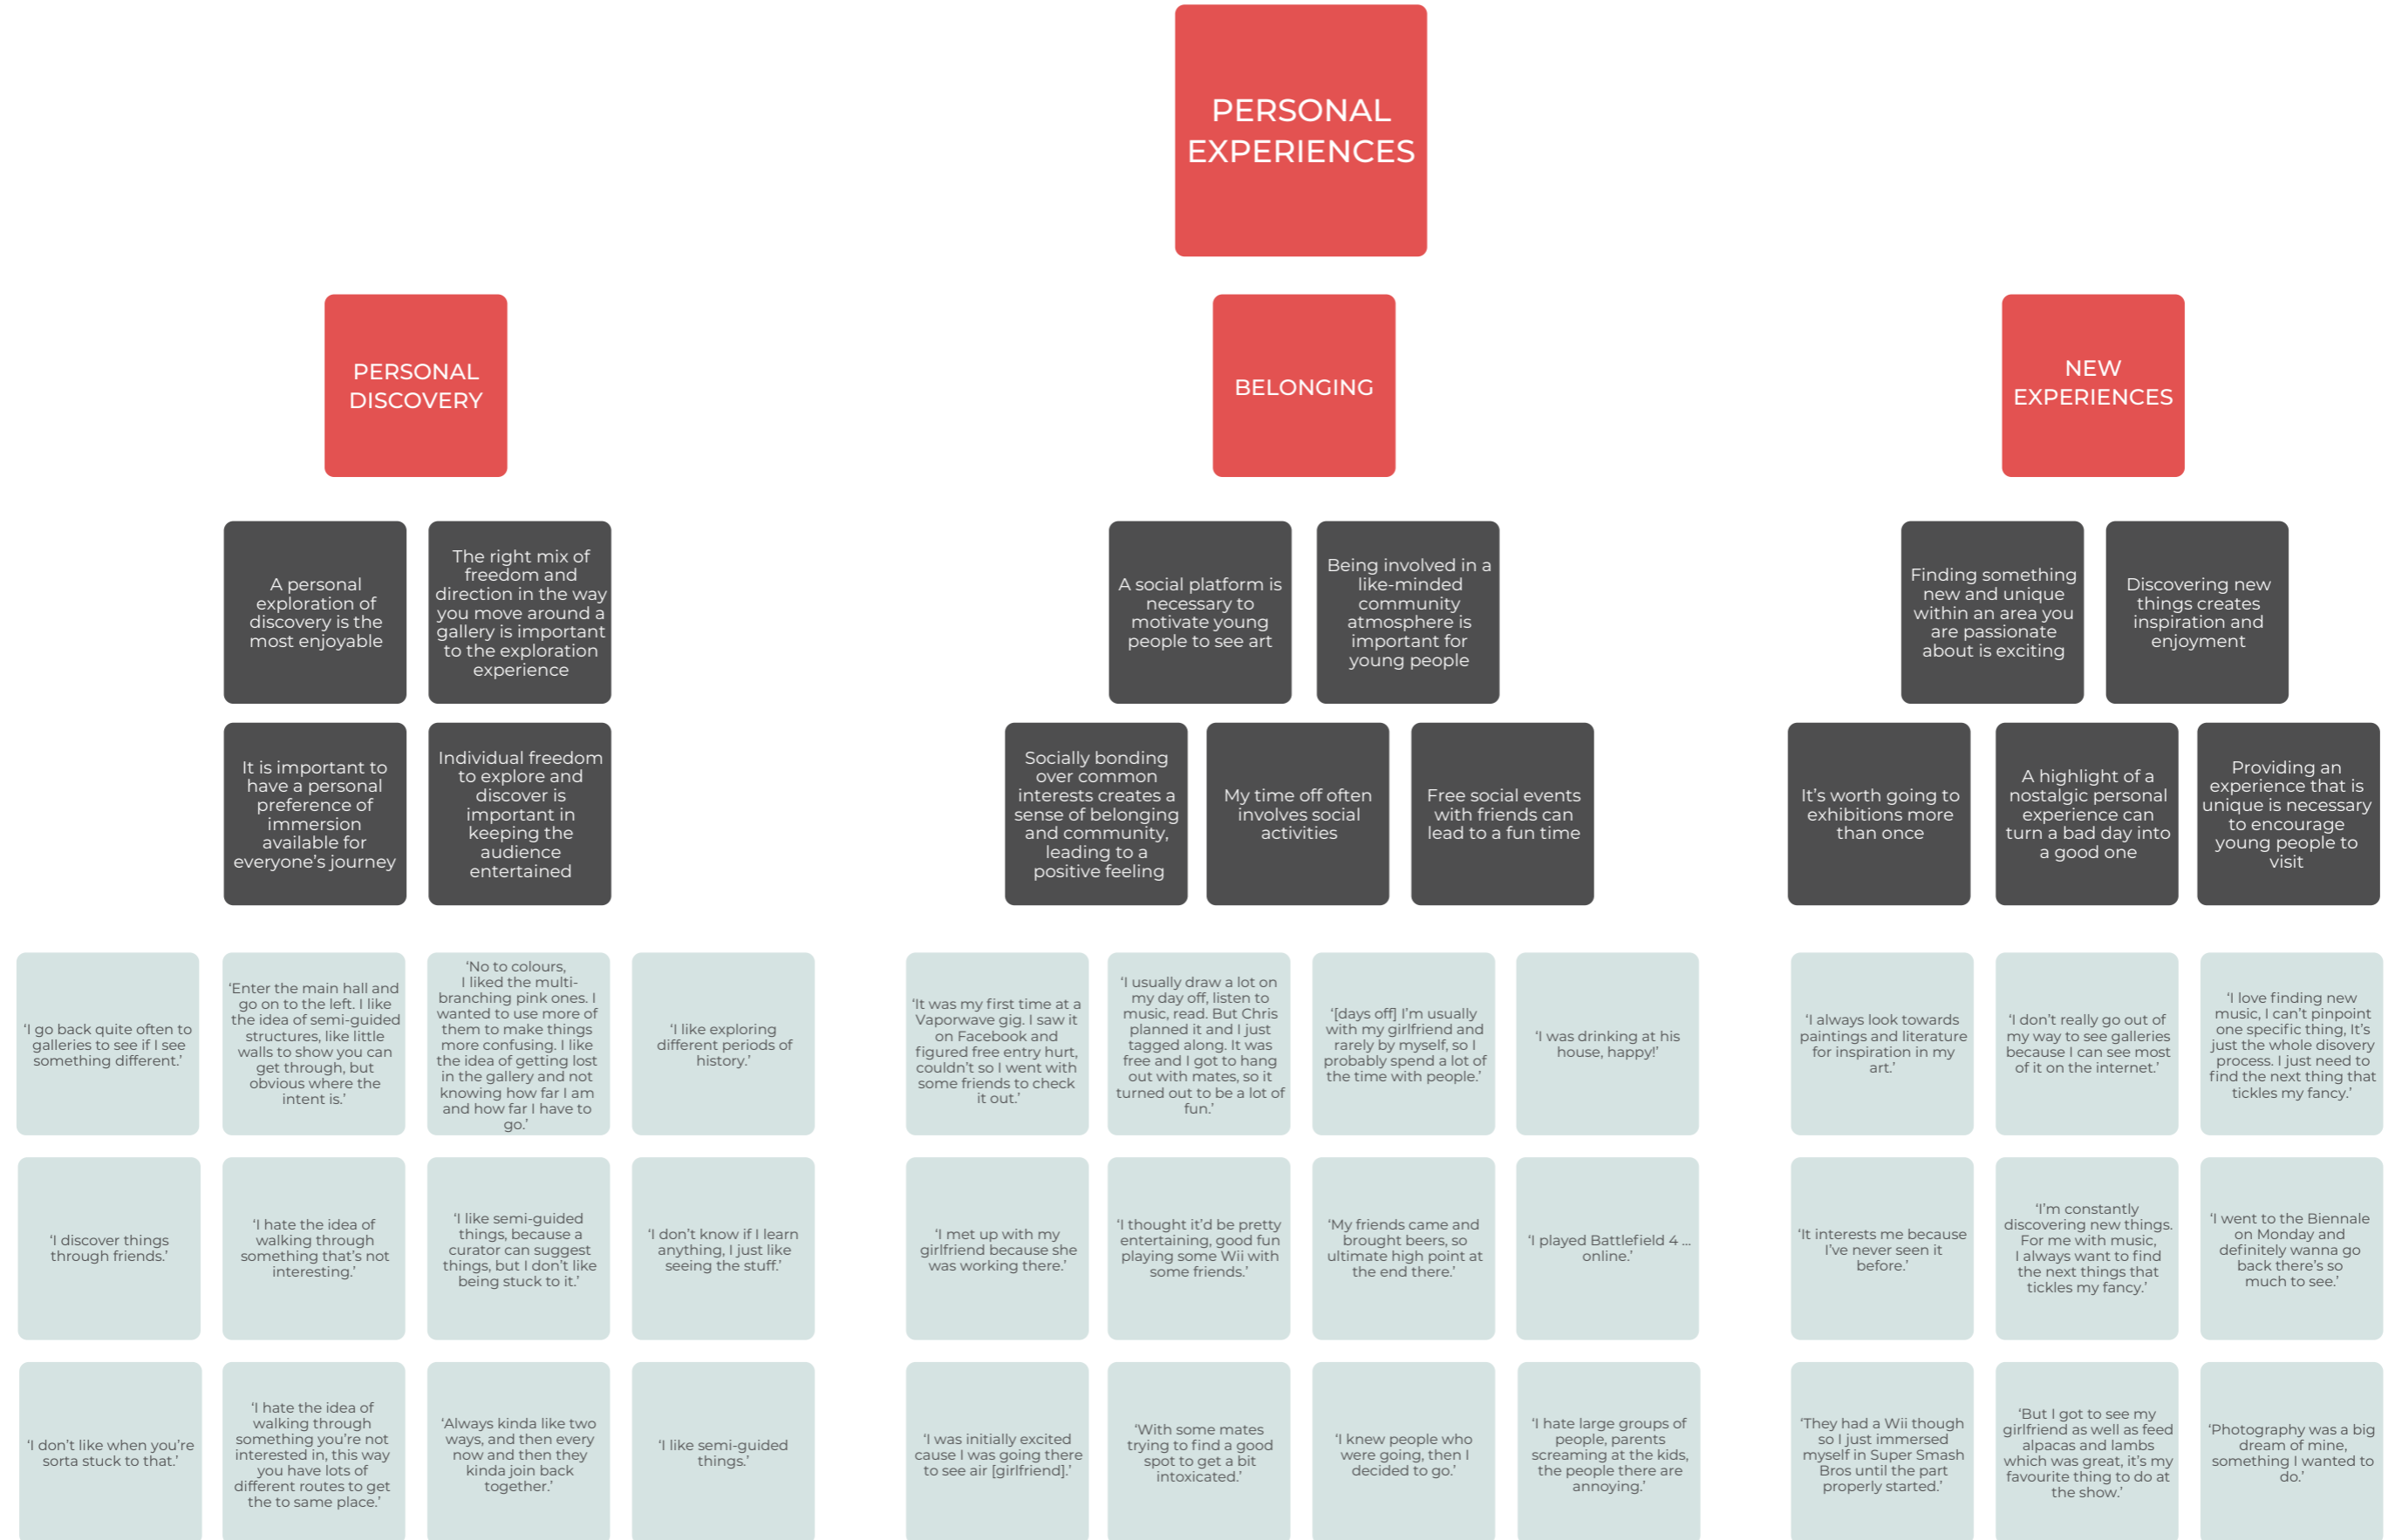 PERSONAL
EXPERIENCES
PERSONAL
DISCOVERY
BELONGING
NEW
EXPERIENCES
A personal
exploration of
discovery is the
most enjoyable
The right mix of
freedom and
direction in the way
you move around a
gallery is important
to the exploration
experience
A social platform is
necessary to
motivate young
people to see art
Being involved in a
like-minded
community
atmosphere is
important for
young people
Finding something
new and unique
within an area you
are passionate
about is exciting
Discovering new
things creates
inspiration and
enjoyment
It is important to
have a personal
preference of
immersion
available for
everyone’s journey
Individual freedom
to explore and
discover is
important in
keeping the
audience
entertained
Socially bonding
over common
interests creates a
sense of belonging
and community,
leading to a
positive feeling
My time off often
involves social
activities
Free social events
with friends can
lead to a fun time
It’s worth going to
exhibitions more
than once
A highlight of a
nostalgic personal
experience can
turn a bad day into
a good one
Providing an
experience that is
unique is necessary
to encourage
young people to
visit
‘I go back quite often to
galleries to see if I see
something different.’
‘Enter the main hall and
go on to the left. I like
the idea of semi-guided
structures, like little
walls to show you can
get through, but
obvious where the
intent is.’
‘No to colours,
I liked the multi-
branching pink ones. I
wanted to use more of
them to make things
more confusing. I like
the idea of getting lost
in the gallery and not
knowing how far I am
and how far I have to
go.’
‘I like exploring
different periods of
history.’
‘It was my first time at a
Vaporwave gig. I saw it
on Facebook and
figured free entry hurt,
couldn’t so I went with
some friends to check
it out.’
‘I usually draw a lot on
my day off, listen to
music, read. But Chris
planned it and I just
tagged along. It was
free and I got to hang
out with mates, so it
turned out to be a lot of
fun.’
‘[days off] I’m usually
with my girlfriend and
rarely by myself, so I
probably spend a lot of
the time with people.’
‘I was drinking at his
house, happy!’
‘I always look towards
paintings and literature
for inspiration in my
art.’
‘I don’t really go out of
my way to see galleries
because I can see most
of it on the internet.’
‘I love finding new
music, I can’t pinpoint
one specific thing, It’s
just the whole disovery
process. I just need to
find the next thing that
tickles my fancy.’
‘I discover things
through friends.’
‘I hate the idea of
walking through
something that’s not
interesting.’
‘I like semi-guided
things, because a
curator can suggest
things, but I don’t like
being stuck to it.’
‘I don’t know if I learn
anything, I just like
seeing the stuff.’
‘I met up with my
girlfriend because she
was working there.’
‘I thought it’d be pretty
entertaining, good fun
playing some Wii with
some friends.’
‘My friends came and
brought beers, so
ultimate high point at
the end there.’
‘I played Battlefield 4 ...
online.’
‘It interests me because
I’ve never seen it
before.’
‘I’m constantly
discovering new things.
For me with music,
I always want to find
the next things that
tickles my fancy.’
‘I went to the Biennale
on Monday and
definitely wanna go
back there’s so
much to see.’
‘I don’t like when you’re
sorta stuck to that.’
‘I hate the idea of
walking through
something you’re not
interested in, this way
you have lots of
different routes to get
the to same place.’
‘Always kinda like two
ways, and then every
now and then they
kinda join back
together.’
‘I like semi-guided
things.’
‘I was initially excited
cause I was going there
to see air [girlfriend].’
‘With some mates
trying to find a good
spot to get a bit
intoxicated.’
‘I knew people who
were going, then I
decided to go.’
‘I hate large groups of
people, parents
screaming at the kids,
the people there are
annoying.’
‘They had a Wii though
so I just immersed
myself in Super Smash
Bros until the part
properly started.’
‘But I got to see my
girlfriend as well as feed
alpacas and lambs
which was great, it’s my
favourite thing to do at
the show.’
‘Photography was a big
dream of mine,
something I wanted to
do.’